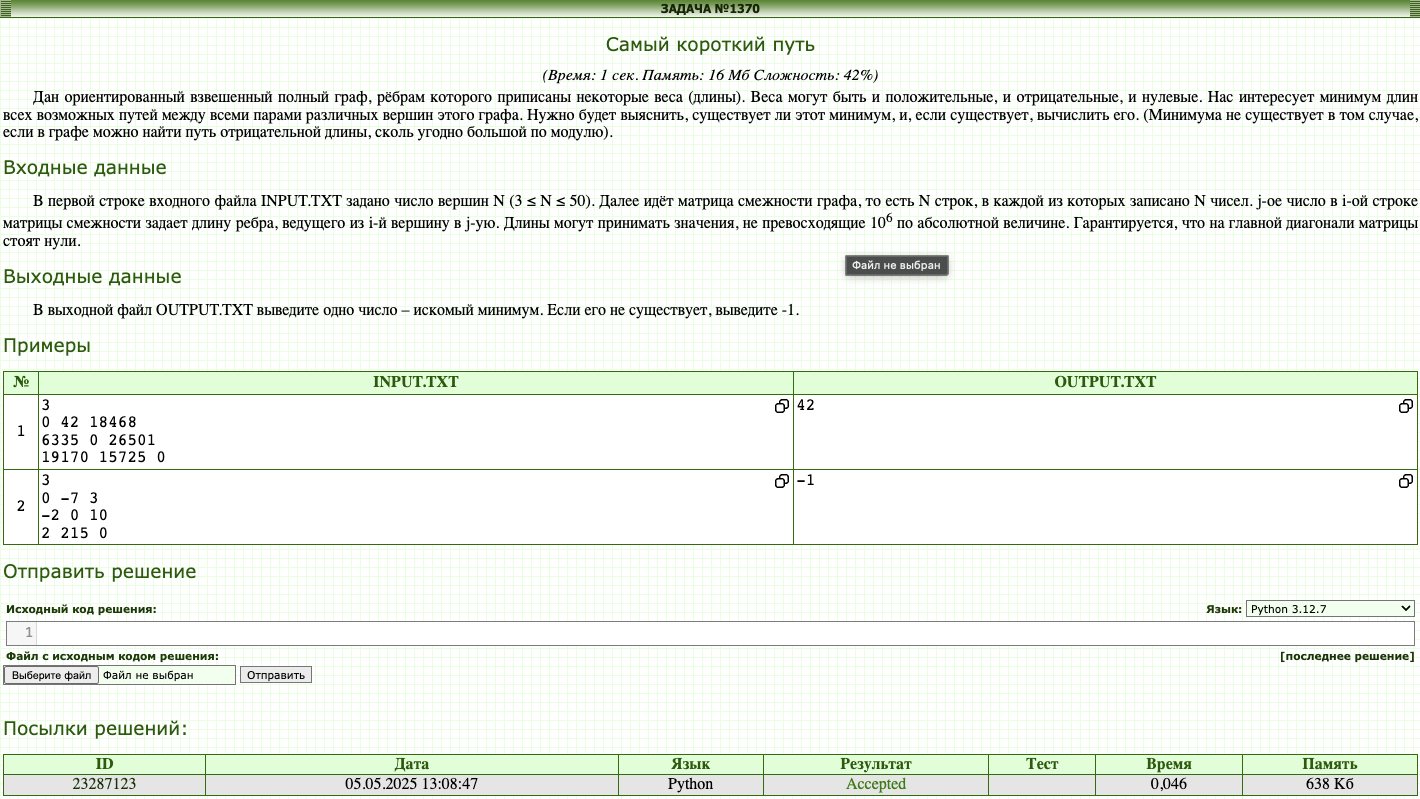 ЗАДАЧА №1370
Самый короткий путь
(Время: 1 сек. Память: 16 Мб Сложность: 42%)
Дан ориентированный взвешенный полный граф, рёбрам которого приписаны некоторые веса (длины). Веса могут быть и положительные, и отрицательные, и нулевые. Нас интересует минимум длин
всех возможных путей между всеми парами различных вершин этого графа. Нужно будет выяснить, существует ли этот минимум, и, если существует, вычислить его. (Минимума не существует в том случае,
если в графе можно найти путь отрицательной длины, сколь угодно большой по модулю).
Входные данные
В первой строке входного файла INPUT.TXT задано число вершин N (3 ≤ N ≤ 50). Далее идёт матрица смежности графа, то есть N строк, в каждой из которых записано N чисел. j-ое число в i-ой строке
матрицы смежности задает длину ребра, ведущего из i-й вершину в j-ую. Длины могут принимать значения, не превосходящие 10⁶ по абсолютной величине. Гарантируется, что на главной диагонали матрицы
стоят нули.
Файл не выбран
Выходные данные
В выходной файл OUTPUT.TXT выведите одно число – искомый минимум. Если его не существует, выведите -1.
Примеры
№ INPUT.TXT OUTPUT.TXT
1
3
0 42 18468
6335 0 26501
19170 15725 0
42
2
3
0 -7 3
-2 0 10
2 215 0
-1
Отправить решение
Исходный код решения: Язык: Python 3.12.7
1
Файл с исходным кодом решения: [последнее решение]
Выберите файл Файл не выбран Отправить
Посылки решений:
ID Дата Язык Результат Тест Время Память
23287123 05.05.2025 13:08:47 Python Accepted 0,046 638 Кб